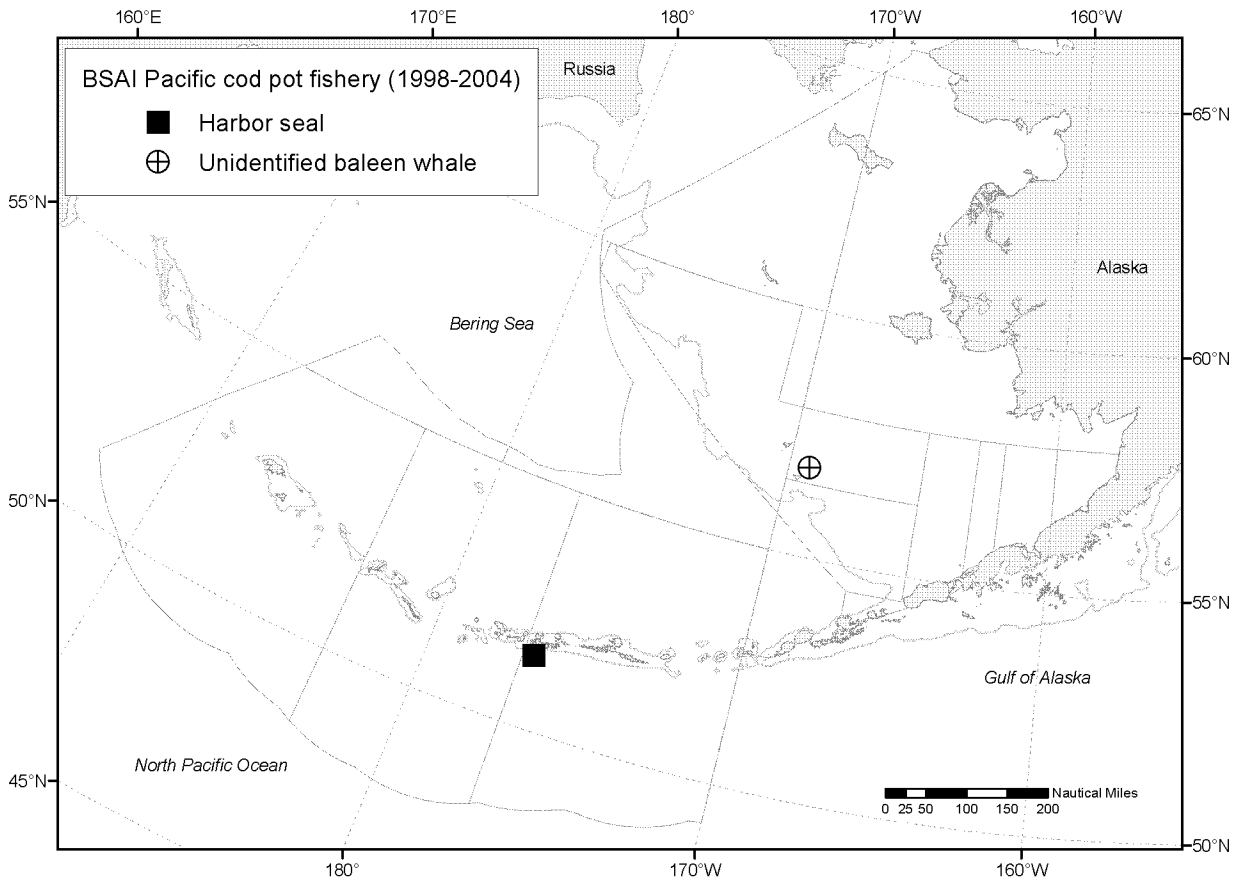 160°E 170°E 180° 170°W 160°W
BSAI Pacific cod pot fishery (1998-2004)
Harbor seal
Unidentified baleen whale
Russia
65°N
55°N
Alaska
Bering Sea
60°N
50°N
55°N
Gulf of Alaska
North Pacific Ocean
45°N
Nautical Miles
0 25 50 100 150 200
50°N
180° 170°W 160°W